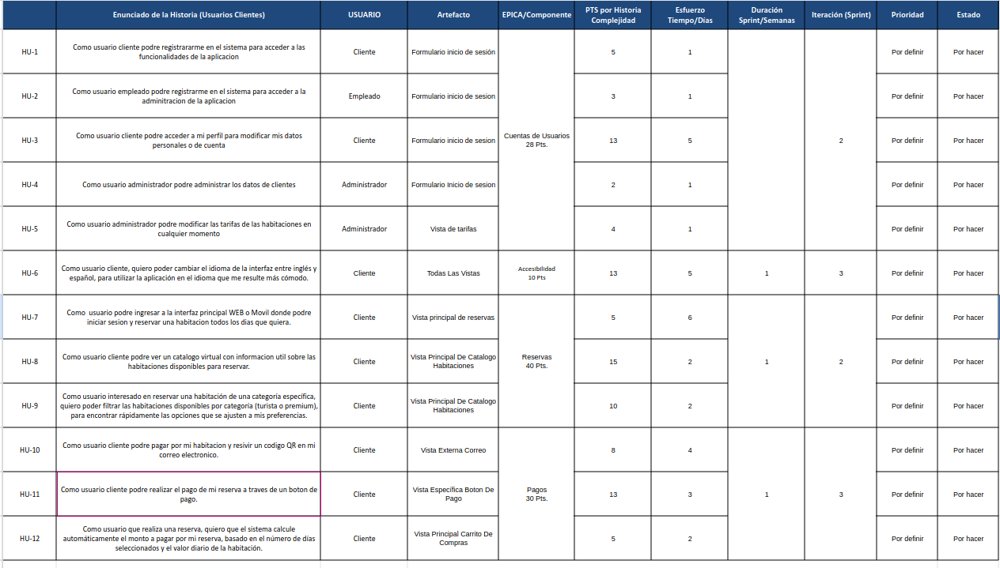 Enunciado de la Historia (Usuarios Clientes)
USUARIO
Artefacto
EPICA/Componente
PTS por Historia
Complejidad
Esfuerzo
Tiempo/Días
Duración
Sprint/Semanas
Iteración (Sprint)
Prioridad
Estado
HU-1
Como usuario cliente podre registrararme en el sistema para acceder a las
funcionalidades de la aplicacion
Cliente
Formulario inicio de sesión
5
1
Por definir
Por hacer
HU-2
Como usuario empleado podre registrarme en el sistema para acceder a la
adminitracion de la aplicacion
Empleado
Formulario inicio de sesion
3
1
Por definir
Por hacer
HU-3
Como usuario cliente podre acceder a mi perfil para modificar mis datos
personales o de cuenta
Cliente
Formulario inicio de sesion
Cuentas de Usuarios
28 Pts.
13
5
2
Por definir
Por hacer
HU-4
Como usuario administrador podre administrar los datos de clientes
Administrador
Formulario Inicio de sesion
2
1
Por definir
Por hacer
HU-5
Como usuario administrador podre modificar las tarifas de las habitaciones en
cualquier momento
Administrador
Vista de tarifas
4
1
Por definir
Por hacer
HU-6
Como usuario cliente, quiero poder cambiar el idioma de la interfaz entre inglés y
español, para utilizar la aplicación en el idioma que me resulte más cómodo.
Cliente
Todas Las Vistas
Accesibilidad
10 Pts
13
5
1
3
Por definir
Por hacer
HU-7
Como  usuario podre ingresar a la interfaz principal WEB o Movil donde podre
iniciar sesion y reservar una habitacion todos los dias que quiera.
Cliente
Vista principal de reservas
5
6
Por definir
Por hacer
HU-8
Como usuario cliente podre ver un catalogo virtual con informacion util sobre las
habitaciones disponibles para reservar.
Cliente
Vista Principal De Catalogo
Habitaciones
Reservas
40 Pts.
15
2
1
2
Por definir
Por hacer
HU-9
Como usuario interesado en reservar una habitación de una categoría específica,
quiero poder filtrar las habitaciones disponibles por categoría (turista o premium),
para encontrar rápidamente las opciones que se ajusten a mis preferencias.
Cliente
Vista Principal De Catalogo
Habitaciones
10
2
Por definir
Por hacer
HU-10
Como usuario cliente podre pagar por mi habitacion y resivir un codigo QR en mi
correo electronico.
Cliente
Vista Externa Correo
8
4
Por definir
Por hacer
HU-11
Como usuario cliente podre realizar el pago de mi reserva a traves de un boton de
pago.
Cliente
Vista Específica Boton De
Pago
Pagos
30 Pts.
13
3
1
3
Por definir
Por hacer
HU-12
Como usuario que realiza una reserva, quiero que el sistema calcule
automáticamente el monto a pagar por mi reserva, basado en el número de días
seleccionados y el valor diario de la habitación.
Cliente
Vista Principal Carrito De
Compras
5
2
Por definir
Por hacer